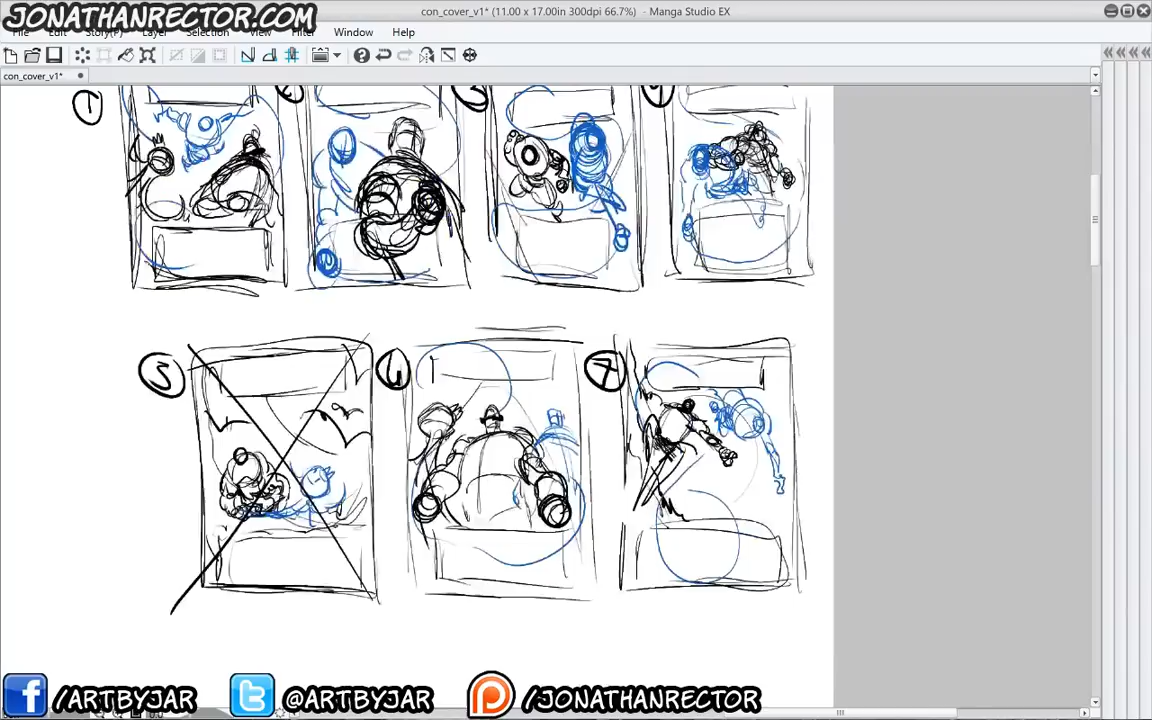 JONATHANRECTOR.COM
con_cover_v1* (11.00 x 17.00in 300dpi 66.7%) - Manga Studio EX
File Edit Story(P) Layer Selection View Filter Window Help
con_cover_v1*
1
2
3
4
5
6
7
/ARTBYJAR @ARTBYJAR /JONATHANRECTOR